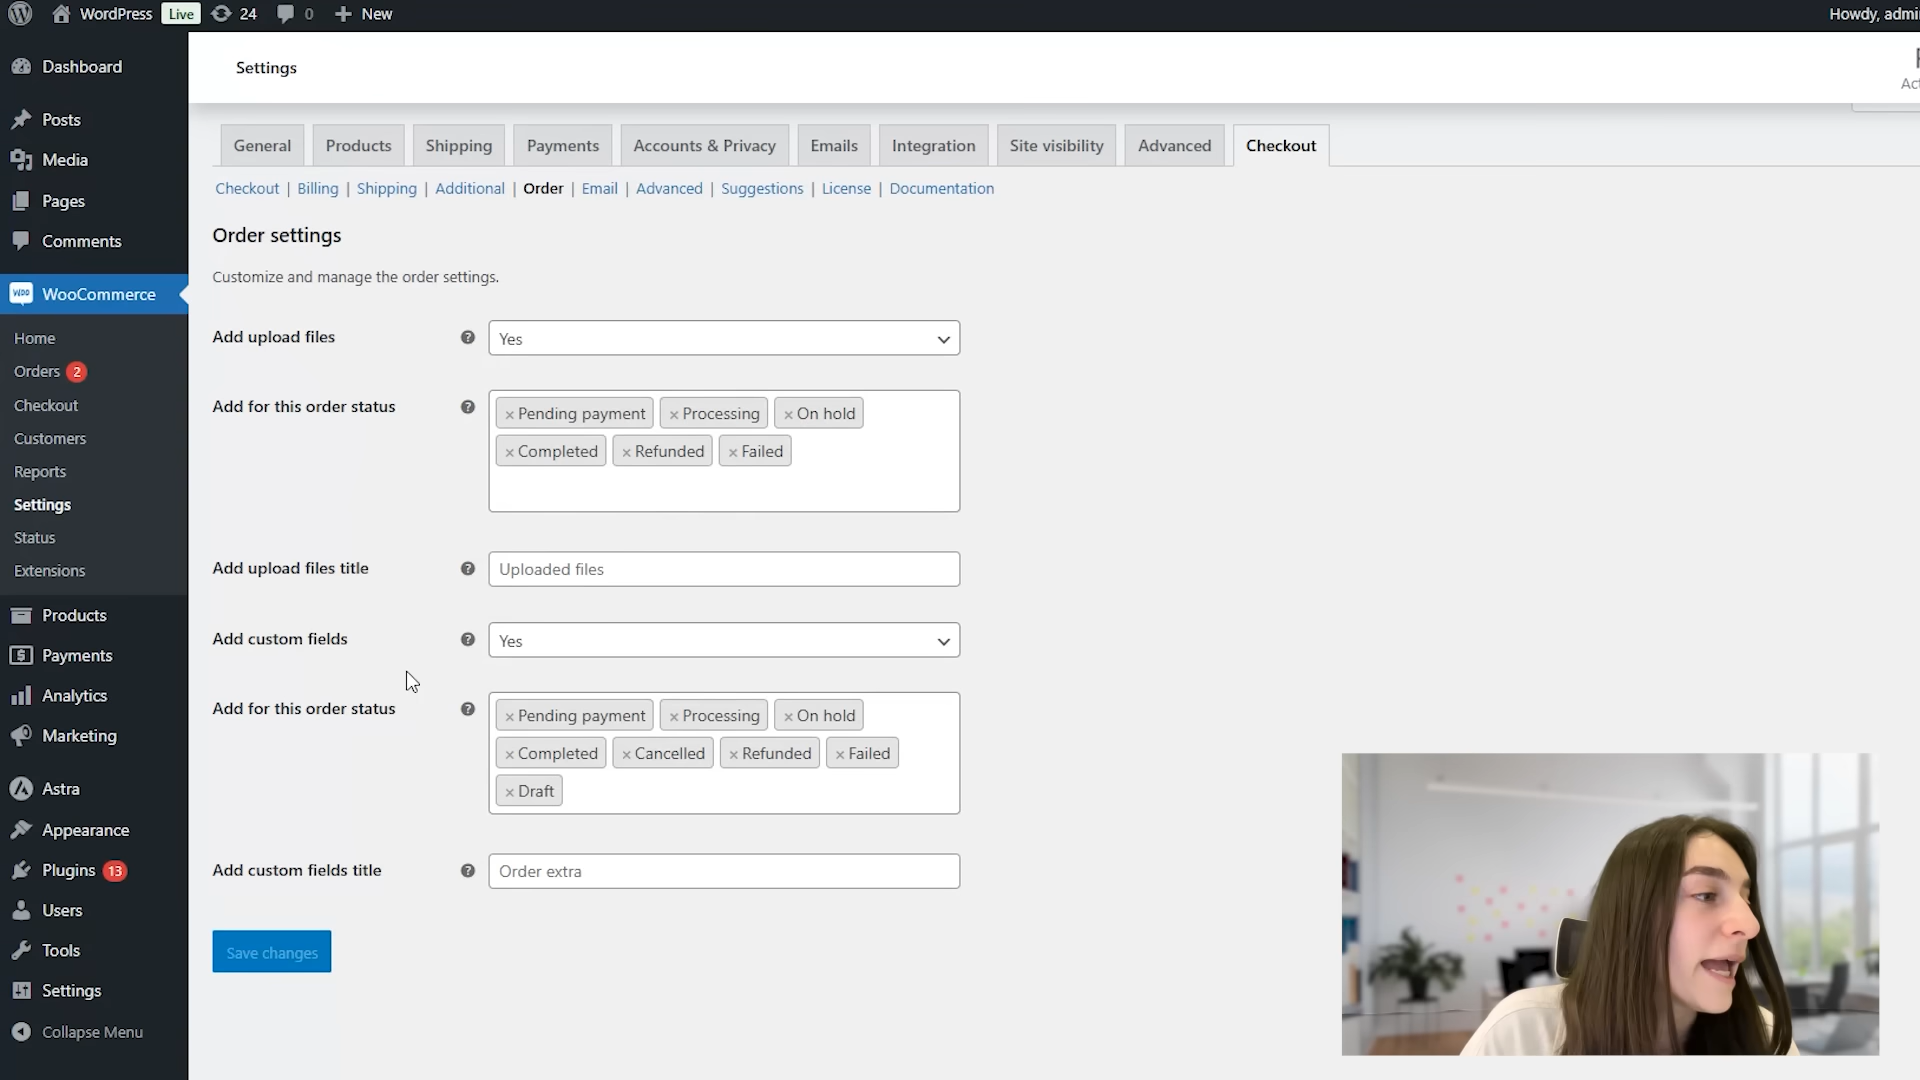 WordPress Live 24 0 New
Howdy, admi
Dashboard
Posts
Media
Pages
Comments
WooCommerce
Home
Orders 2
Checkout
Customers
Reports
Settings
Status
Extensions
Products
Payments
Analytics
Marketing
Astra
Appearance
Plugins 13
Users
Tools
Settings
Collapse Menu
Settings
Act
General Products Shipping Payments Accounts & Privacy Emails Integration Site visibility Advanced Checkout
Checkout | Billing | Shipping | Additional | Order | Email | Advanced | Suggestions | License | Documentation
Order settings
Customize and manage the order settings.
Add upload files ? Yes
Add for this order status ? × Pending payment × Processing × On hold
× Completed × Refunded × Failed
Add upload files title ? Uploaded files
Add custom fields ? Yes
Add for this order status ? × Pending payment × Processing × On hold
× Completed × Cancelled × Refunded × Failed
× Draft
Add custom fields title ? Order extra
Save changes